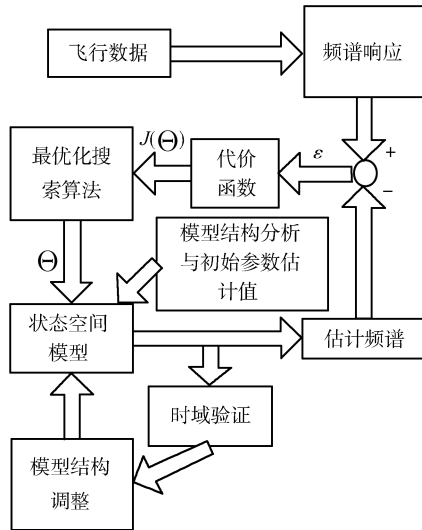 飞行数据
频谱响应
J(Θ)
ε
+
−
最优化搜
索算法
代价
函数
Θ
模型结构分析
与初始参数估
计值
状态空间
模型
估计频谱
时域验证
模型结构
调整